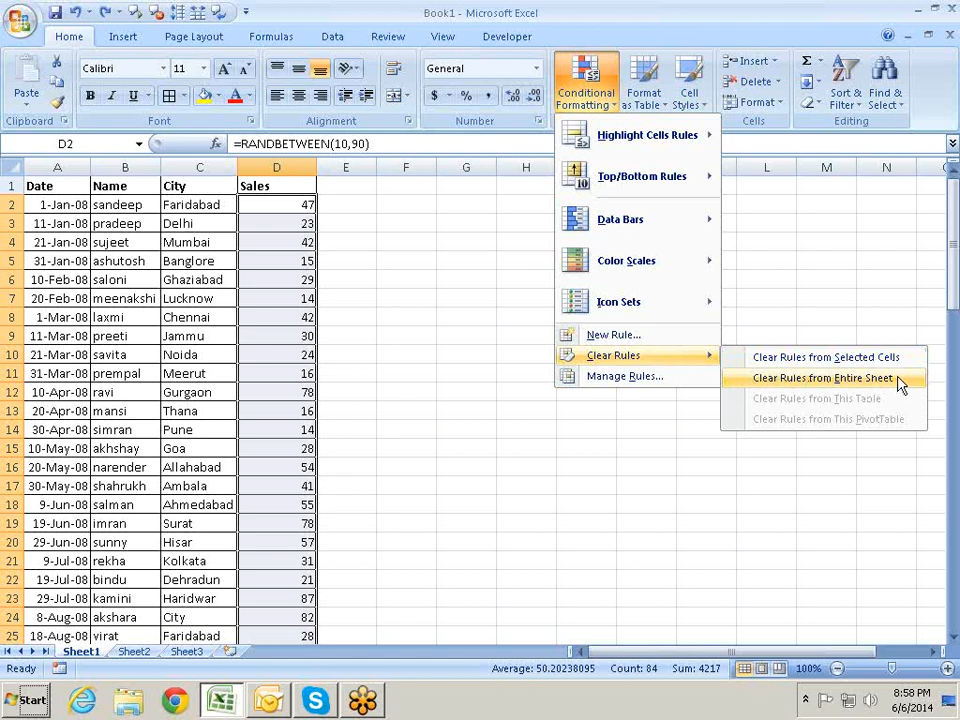 Book1 - Microsoft Excel
Home Insert Page Layout Formulas Data Review View Developer
Paste
Calibri 11
B I U
General
$ % ,
Conditional Formatting
Format as Table
Cell Styles
Insert
Delete
Format
Sort & Filter
Find & Select
Clipboard Font Alignment Number Cells Editing
D2 fx =RANDBETWEEN(10,90)
A B C D E F G H L M N
1 Date Name City Sales
2 1-Jan-08 sandeep Faridabad 47
3 11-Jan-08 pradeep Delhi 23
4 21-Jan-08 sujeet Mumbai 42
5 31-Jan-08 ashutosh Banglore 15
6 10-Feb-08 saloni Ghaziabad 29
7 20-Feb-08 meenakshi Lucknow 14
8 1-Mar-08 laxmi Chennai 42
9 11-Mar-08 preeti Jammu 30
10 21-Mar-08 savita Noida 24
11 31-Mar-08 prempal Meerut 16
12 10-Apr-08 ravi Gurgaon 78
13 20-Apr-08 mansi Thana 16
14 30-Apr-08 simran Pune 14
15 10-May-08 akhshay Goa 28
16 20-May-08 narender Allahabad 54
17 30-May-08 shahrukh Ambala 41
18 9-Jun-08 salman Ahmedabad 55
19 19-Jun-08 imran Surat 78
20 29-Jun-08 sunny Hisar 57
21 9-Jul-08 rekha Kolkata 31
22 19-Jul-08 bindu Dehradun 21
23 29-Jul-08 kamini Haridwar 87
24 8-Aug-08 akshara City 82
25 18-Aug-08 virat Faridabad 28
Highlight Cells Rules
Top/Bottom Rules
Data Bars
Color Scales
Icon Sets
New Rule...
Clear Rules
Manage Rules...
Clear Rules from Selected Cells
Clear Rules from Entire Sheet
Clear Rules from This Table
Clear Rules from This PivotTable
Sheet1 Sheet2 Sheet3
Ready Average: 50.20238095 Count: 84 Sum: 4217 100%
Start
8:58 PM
6/6/2014